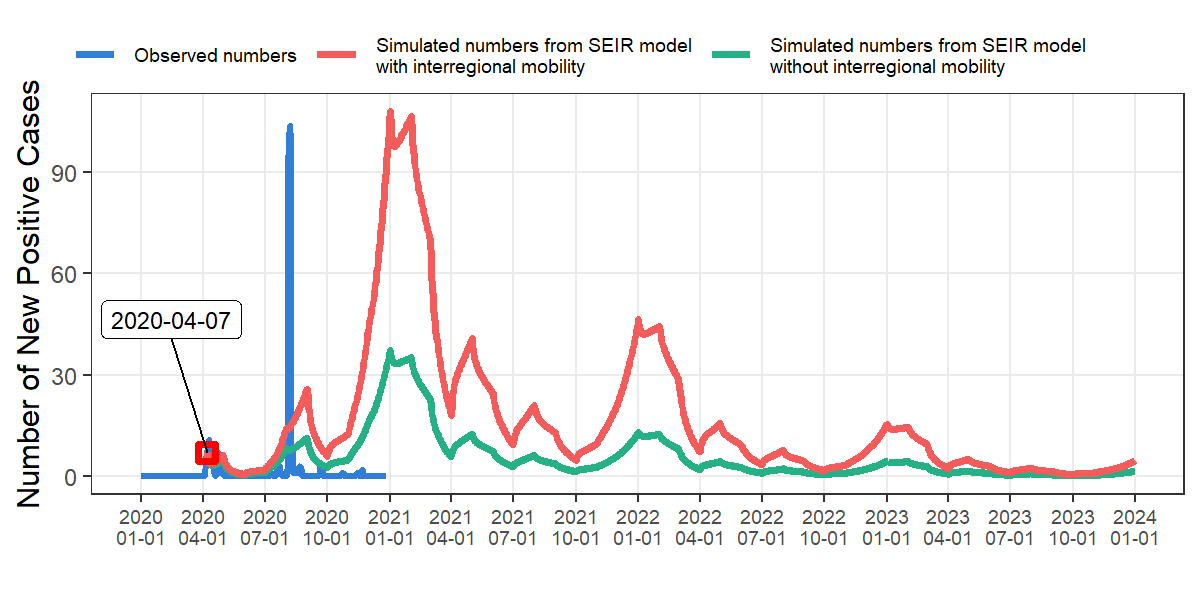 Observed numbers
Simulated numbers from SEIR model
with interregional mobility
Simulated numbers from SEIR model
without interregional mobility
Number of New Positive Cases
90
60
30
0
2020-04-07
2020 2020 2020 2020 2021 2021 2021 2021 2022 2022 2022 2022 2023 2023 2023 2023 2024
01-01 04-01 07-01 10-01 01-01 04-01 07-01 10-01 01-01 04-01 07-01 10-01 01-01 04-01 07-01 10-01 01-01